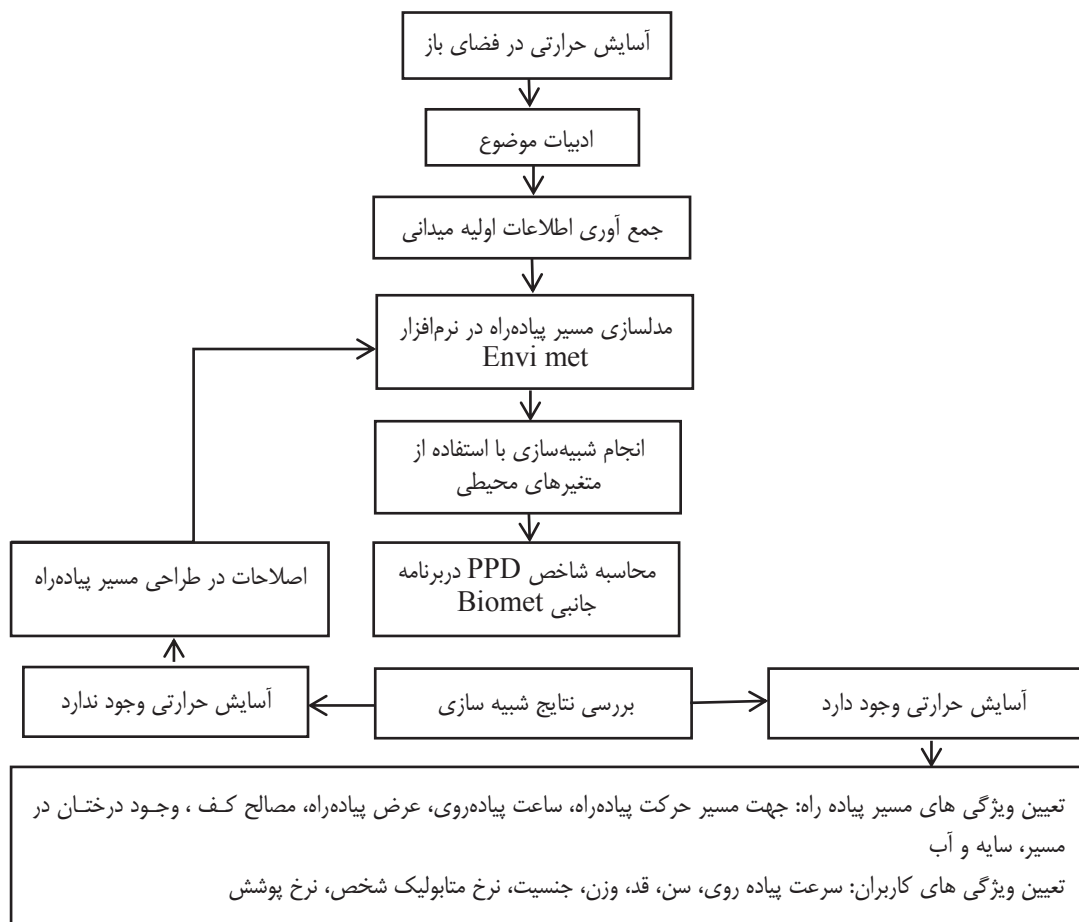 آسایش حرارتی در فضای باز
ادبیات موضوع
جمع آوری اطلاعات اولیه میدانی
مدلسازی مسیر پیاده‌راه در نرم‌افزار
Envi met
انجام شبیه‌سازی با استفاده از
متغیرهای محیطی
محاسبه شاخص PPD دربرنامه
جانبی Biomet
اصلاحات در طراحی مسیر پیاده‌راه
آسایش حرارتی وجود دارد
بررسی نتایج شبیه سازی
آسایش حرارتی وجود ندارد
تعیین ویژگی های مسیر پیاده راه: جهت مسیر حرکت پیاده‌راه، ساعت پیاده‌روی، عرض پیاده‌راه، مصالح کـف ، وجـود درختـان در
مسیر، سایه و آب
تعیین ویژگی های کاربران: سرعت پیاده روی، سن، قد، وزن، جنسیت، نرخ متابولیک شخص، نرخ پوشش